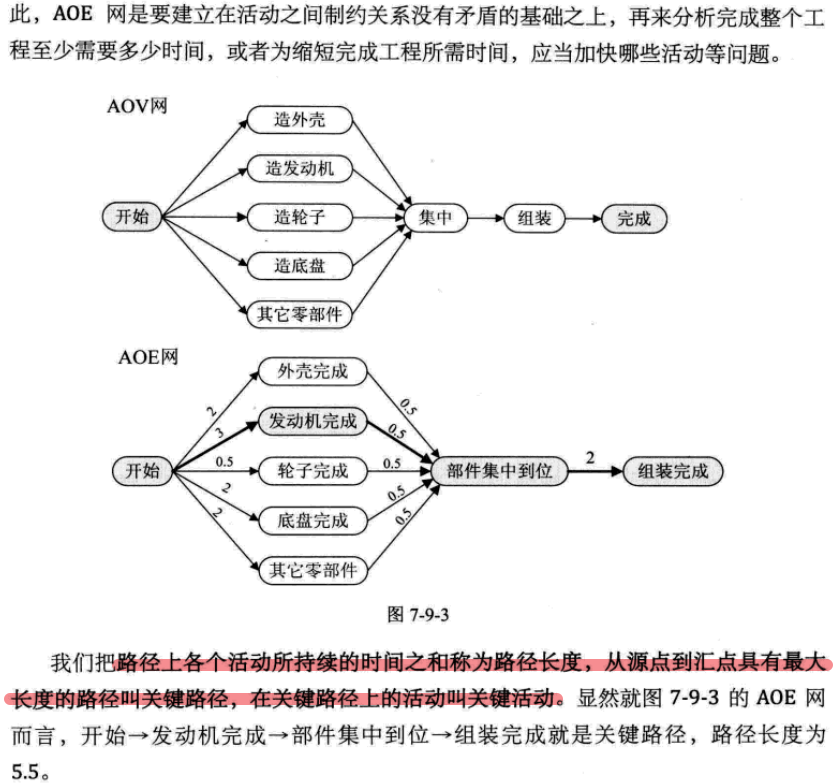 此，AOE 网是要建立在活动之间制约关系没有矛盾的基础之上，再来分析完成整个工
程至少需要多少时间，或者为缩短完成工程所需时间，应当加快哪些活动等问题。
AOV网
造外壳
造发动机
开始
造轮子
集中
组装
完成
造底盘
其它零部件
AOE网
外壳完成
2
0.5
发动机完成
3
0.5
开始
0.5
轮子完成
0.5
部件集中到位
2
组装完成
2
底盘完成
0.5
2
其它零部件
0.5
图 7-9-3
我们把路径上各个活动所持续的时间之和称为路径长度，从源点到汇点具有最大
长度的路径叫关键路径，在关键路径上的活动叫关键活动。显然就图 7-9-3 的 AOE 网
而言，开始→发动机完成→部件集中到位→组装完成就是关键路径，路径长度为
5.5。